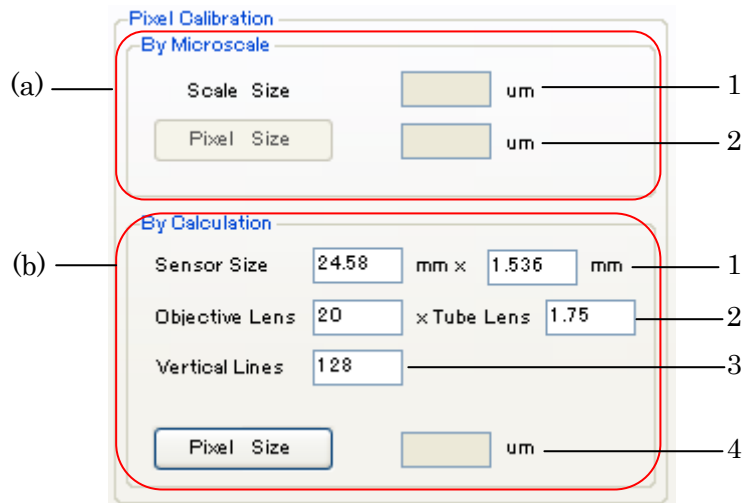 Pixel Calibration
By Microscale
(a)
Scale Size um 1
Pixel Size um 2
By Calculation
(b)
Sensor Size 24.58 mm x 1.536 mm 1
Objective Lens 20 x Tube Lens 1.75 2
Vertical Lines 128 3
Pixel Size um 4